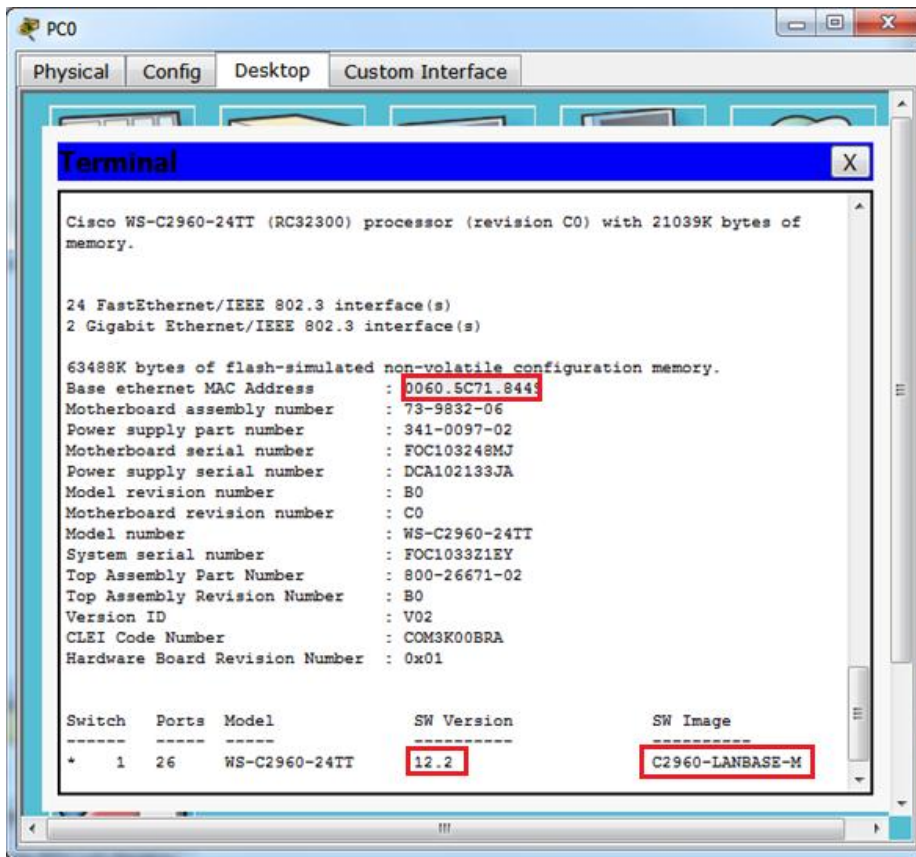 PC0
Physical Config Desktop Custom Interface
Terminal X
Cisco WS-C2960-24TT (RC32300) processor (revision C0) with 21039K bytes of
memory.
24 FastEthernet/IEEE 802.3 interface(s)
2 Gigabit Ethernet/IEEE 802.3 interface(s)
63488K bytes of flash-simulated non-volatile configuration memory.
Base ethernet MAC Address : 0060.5C71.8449
Motherboard assembly number : 73-9832-06
Power supply part number : 341-0097-02
Motherboard serial number : FOC103248MJ
Power supply serial number : DCA102133JA
Model revision number : B0
Motherboard revision number : C0
Model number : WS-C2960-24TT
System serial number : FOC1033Z1EY
Top Assembly Part Number : 800-26671-02
Top Assembly Revision Number : B0
Version ID : V02
CLEI Code Number : COM3K00BRA
Hardware Board Revision Number : 0x01
Switch Ports Model SW Version SW Image
------ ----- ----- ---------- ----------
* 1 26 WS-C2960-24TT 12.2 C2960-LANBASE-M